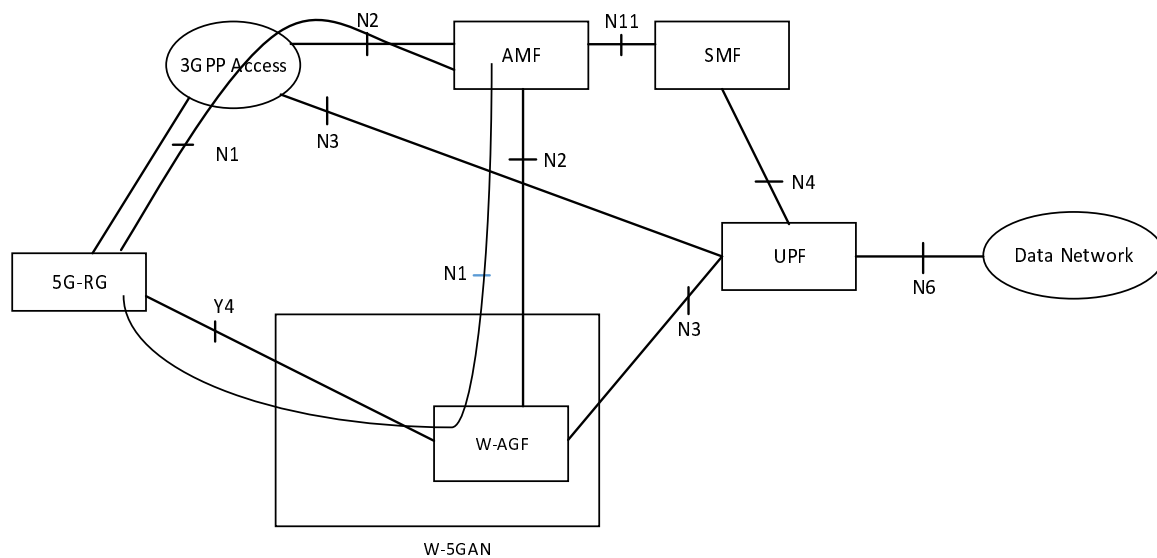 N2
N11
3GPP Access
AMF
SMF
N3
N1
N2
N4
5G-RG
N1
UPF
Data Network
Y4
N6
N3
W-AGF
W-5GAN